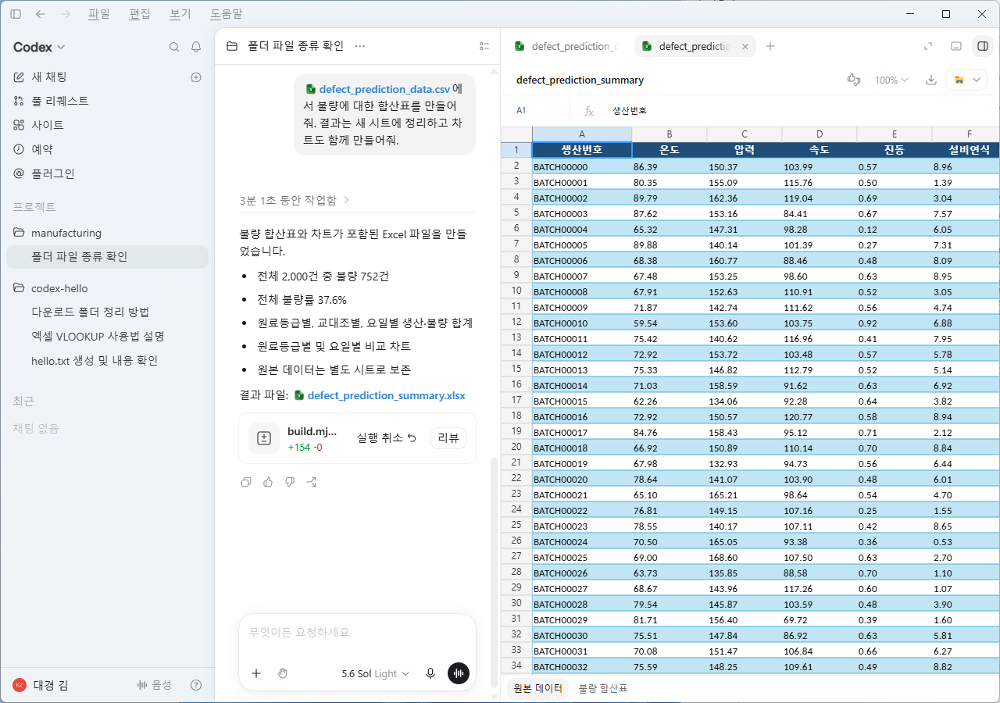 파일 편집 보기 도움말
Codex
새 채팅
풀 리퀘스트
사이트
예약
플러그인
프로젝트
manufacturing
폴더 파일 종류 확인
codex-hello
다운로드 폴더 정리 방법
엑셀 VLOOKUP 사용법 설명
hello.txt 생성 및 내용 확인
최근
채팅 없음
KZ 대경 김
음성
폴더 파일 종류 확인
defect_prediction_data.csv 에
서 불량에 대한 합산표를 만들어
줘. 결과는 새 시트에 정리하고 차
트도 함께 만들어줘.
3분 1초 동안 작업함
불량 합산표와 차트가 포함된 Excel 파일을 만들
었습니다.
• 전체 2,000건 중 불량 752건
• 전체 불량률 37.6%
• 원료등급별, 교대조별, 요일별 생산·불량 합계
• 원료등급별 및 요일별 비교 차트
• 원본 데이터는 별도 시트로 보존
결과 파일: defect_prediction_summary.xlsx
build.mj...
+154 -0
실행 취소
리뷰
무엇이든 요청하세요
5.6 Sol Light
defect_prediction_
defect_predictic
defect_prediction_summary
100%
A1 fx 생산번호
A B C D E F
1 생산번호 온도 압력 속도 진동 설비연식
2 BATCH00000 86.39 150.37 103.99 0.57 8.96
3 BATCH00001 80.35 155.09 115.76 0.50 1.39
4 BATCH00002 89.79 162.36 119.04 0.69 3.04
5 BATCH00003 87.62 153.16 84.41 0.67 7.57
6 BATCH00004 65.32 147.31 98.28 0.12 6.05
7 BATCH00005 89.88 140.14 101.39 0.27 7.31
8 BATCH00006 68.38 160.77 88.46 0.48 8.09
9 BATCH00007 67.48 153.25 98.60 0.63 8.95
10 BATCH00008 67.91 152.63 110.91 0.52 3.05
11 BATCH00009 71.87 142.74 111.62 0.56 4.74
12 BATCH00010 59.54 153.60 103.75 0.92 6.88
13 BATCH00011 75.42 140.62 116.96 0.41 7.95
14 BATCH00012 72.92 153.72 103.48 0.57 5.78
15 BATCH00013 75.33 146.82 112.79 0.52 5.14
16 BATCH00014 71.03 158.59 91.62 0.63 6.92
17 BATCH00015 62.26 134.06 92.28 0.64 3.82
18 BATCH00016 72.92 150.57 120.77 0.58 8.94
19 BATCH00017 84.76 158.43 95.12 0.71 2.12
20 BATCH00018 66.92 150.89 110.14 0.70 8.84
21 BATCH00019 67.98 132.93 94.73 0.56 6.44
22 BATCH00020 78.64 141.07 103.90 0.48 6.01
23 BATCH00021 65.10 165.21 98.64 0.54 4.70
24 BATCH00022 76.81 149.15 107.16 0.25 1.55
25 BATCH00023 78.55 140.17 107.11 0.42 8.65
26 BATCH00024 70.50 165.05 93.38 0.36 0.53
27 BATCH00025 69.00 168.60 107.50 0.63 2.70
28 BATCH00026 63.73 135.85 88.58 0.70 1.10
29 BATCH00027 68.67 143.96 117.26 0.60 1.07
30 BATCH00028 79.54 145.87 103.59 0.48 3.90
31 BATCH00029 81.71 156.40 69.72 0.39 1.60
32 BATCH00030 75.51 147.84 86.92 0.63 5.81
33 BATCH00031 70.08 151.47 106.84 0.66 6.27
34 BATCH00032 75.59 148.25 109.61 0.49 8.82
원본 데이터 불량 합산표